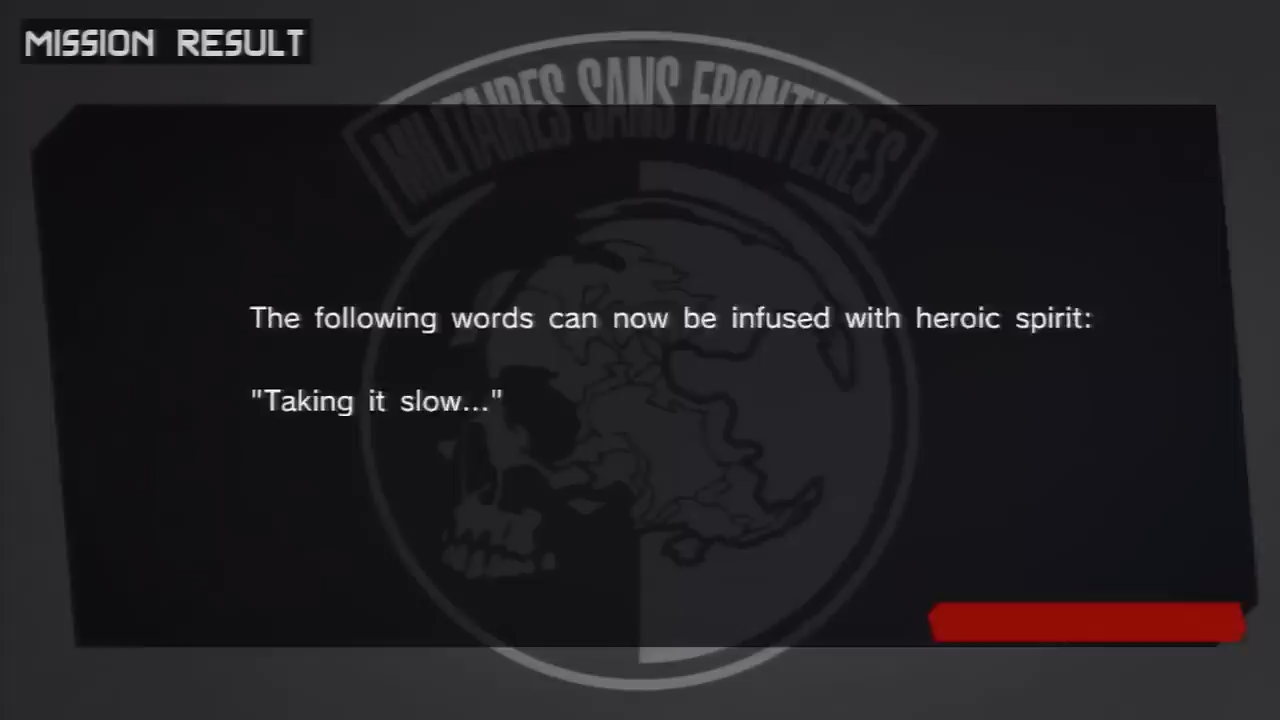 MISSION RESULT
MILITAIRES SANS FRONTIERES
The following words can now be infused with heroic spirit:
"Taking it slow..."